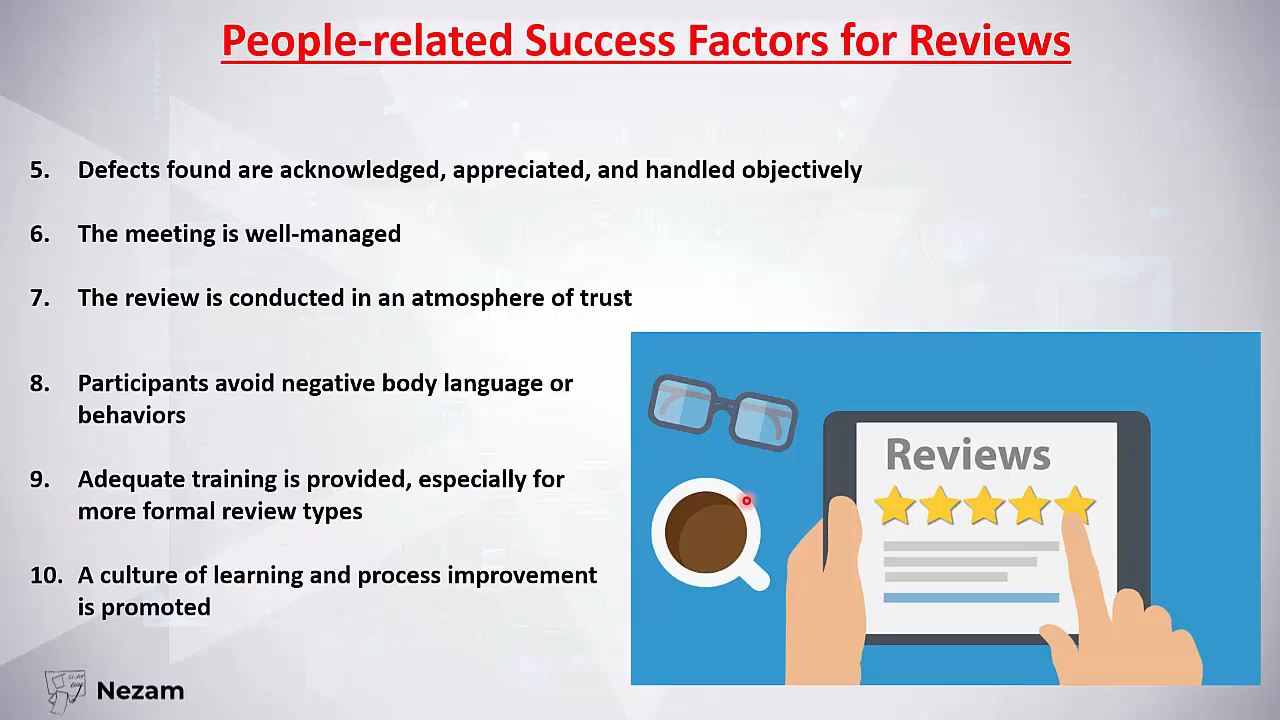 People-related Success Factors for Reviews
5. Defects found are acknowledged, appreciated, and handled objectively
6. The meeting is well-managed
7. The review is conducted in an atmosphere of trust
8. Participants avoid negative body language or
behaviors
9. Adequate training is provided, especially for
more formal review types
10. A culture of learning and process improvement
is promoted
Reviews
Nezam